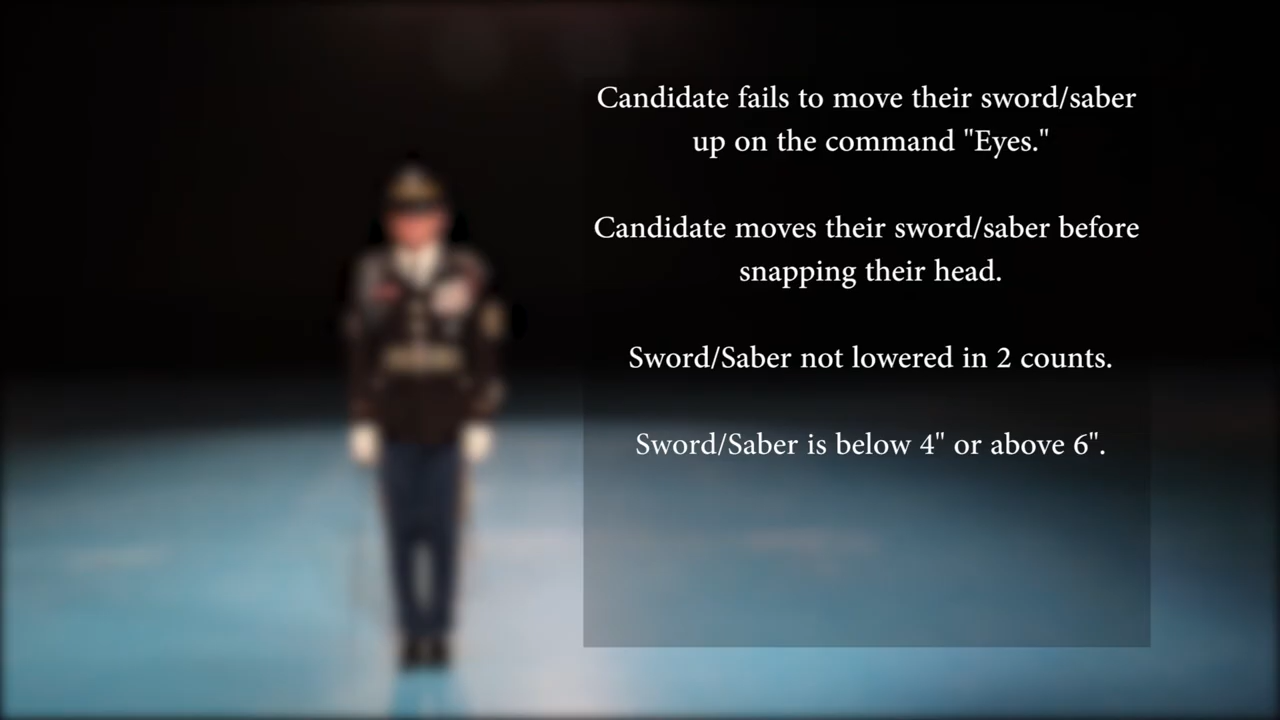 Candidate fails to move their sword/saber
up on the command "Eyes."
Candidate moves their sword/saber before
snapping their head.
Sword/Saber not lowered in 2 counts.
Sword/Saber is below 4" or above 6".